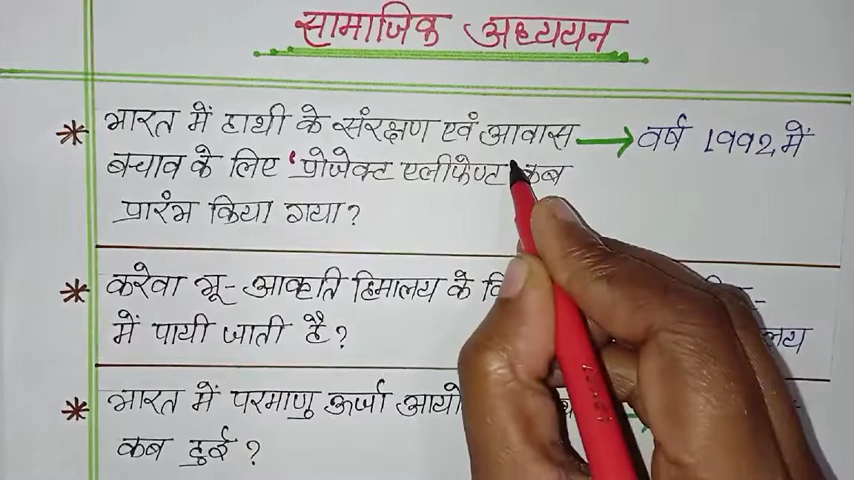 सामाजिक अध्ययन
भारत में हाथी के संरक्षण एवं आवास → वर्ष 1992 में
बचाव के लिए 'प्रोजेक्ट एलीफेण्ट कब
प्रारंभ किया गया?
करेवा भू-आकृति हिमालय के
में पायी जाती है?
भारत में परमाणु ऊर्जा
कब हुई?